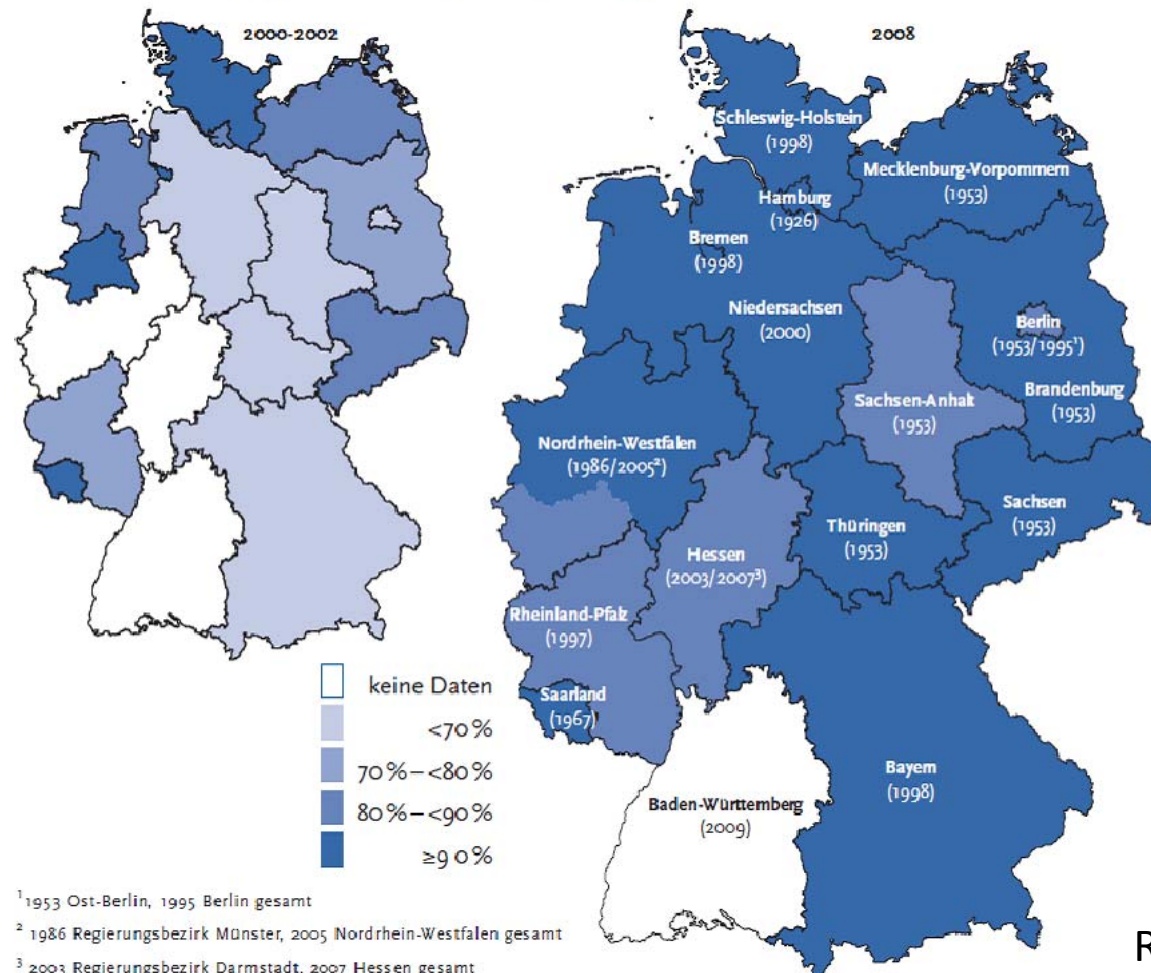 2000-2002
2008
Schleswig-Holstein
(1998)
Mecklenburg-Vorpommern
(1953)
Hamburg
(1926)
Bremen
(1998)
Niedersachsen
(2000)
Berlin
(1953/1995¹)
Brandenburg
(1953)
Sachsen-Anhalt
(1953)
Nordrhein-Westfalen
(1986/2005²)
Sachsen
(1953)
Thüringen
(1953)
Hessen
(2003/2007³)
Rheinland-Pfalz
(1997)
Saarland
(1967)
Bayern
(1998)
Baden-Württemberg
(2009)
keine Daten
<70%
70%–<80%
80%–<90%
≥90%
¹1953 Ost-Berlin, 1995 Berlin gesamt
² 1986 Regierungsbezirk Münster, 2005 Nordrhein-Westfalen gesamt
³ 2003 Regierungsbezirk Darmstadt, 2007 Hessen gesamt
R